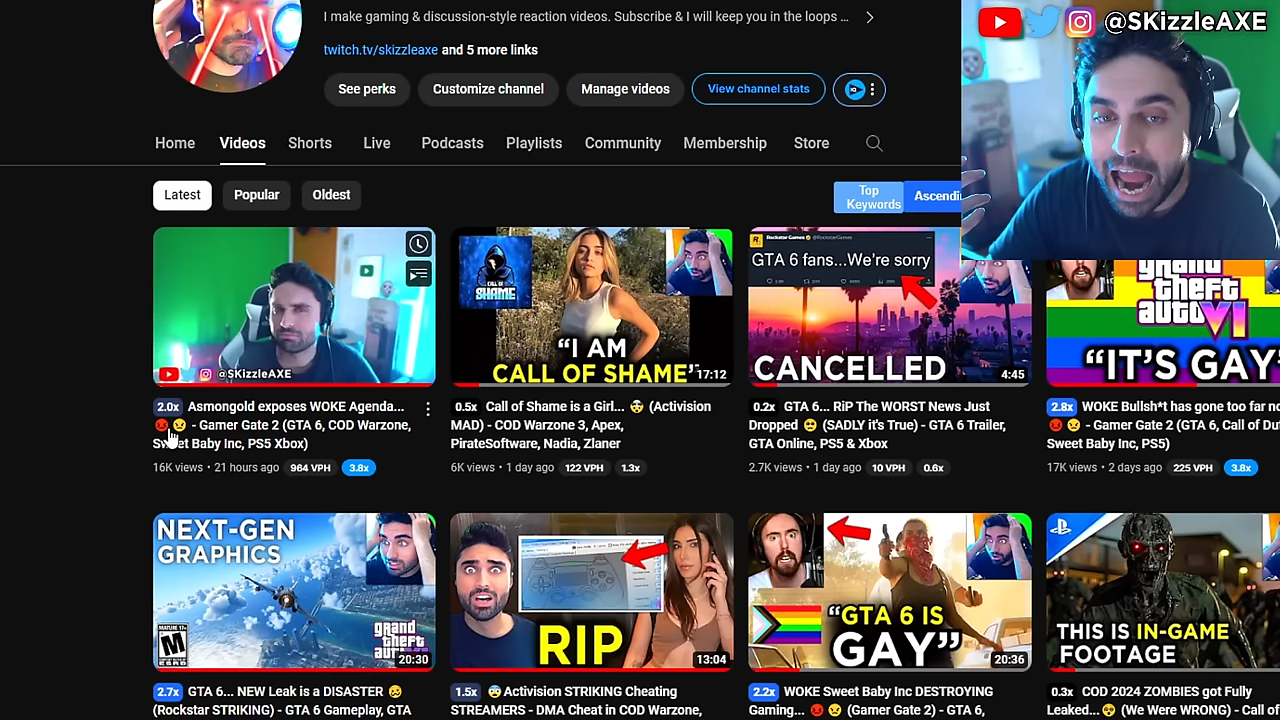 I make gaming & discussion-style reaction videos. Subscribe & I will keep you in the loops ...
@SKizzleAXE
twitch.tv/skizzleaxe and 5 more links
See perks
Customize channel
Manage videos
View channel stats
Home
Videos
Shorts
Live
Podcasts
Playlists
Community
Membership
Store
Latest
Popular
Oldest
Top
Keywords
Ascendin
@SKizzleAXE
CALL OF
SHAME
"I AM
CALL OF SHAME"
17:12
Rockstar Games @RockstarGames
GTA 6 fans...We're sorry
CANCELLED
4:45
grand
theft
auto
VI
"IT'S GAY
2.0x Asmongold exposes WOKE Agenda...
😡😠 - Gamer Gate 2 (GTA 6, COD Warzone,
Sweet Baby Inc, PS5 Xbox)
16K views • 21 hours ago 964 VPH 3.8x
0.5x Call of Shame is a Girl... 😳 (Activision
MAD) - COD Warzone 3, Apex,
PirateSoftware, Nadia, Zlaner
6K views • 1 day ago 122 VPH 1.3x
0.2x GTA 6... RiP The WORST News Just
Dropped 😩 (SADLY it's True) - GTA 6 Trailer,
GTA Online, PS5 & Xbox
2.7K views • 1 day ago 10 VPH 0.6x
2.8x WOKE Bullsh*t has gone too far no
😡😠 - Gamer Gate 2 (GTA 6, Call of Du
Sweet Baby Inc, PS5)
17K views • 2 days ago 225 VPH 3.8x
NEXT-GEN
GRAPHICS
MATURE 17+
M
ESRB
grand
theft
auto
20:30
RIP
13:04
"GTA 6 IS
GAY"
20:36
THIS IS IN-GAME
FOOTAGE
2.7x GTA 6... NEW Leak is a DISASTER 😥
(Rockstar STRIKING) - GTA 6 Gameplay, GTA
1.5x 😨Activision STRIKING Cheating
STREAMERS - DMA Cheat in COD Warzone,
2.2x WOKE Sweet Baby Inc DESTROYING
Gaming... 😡😠 (Gamer Gate 2) - GTA 6,
0.3x COD 2024 ZOMBIES got Fully
Leaked...😲 (We Were WRONG) - Call of